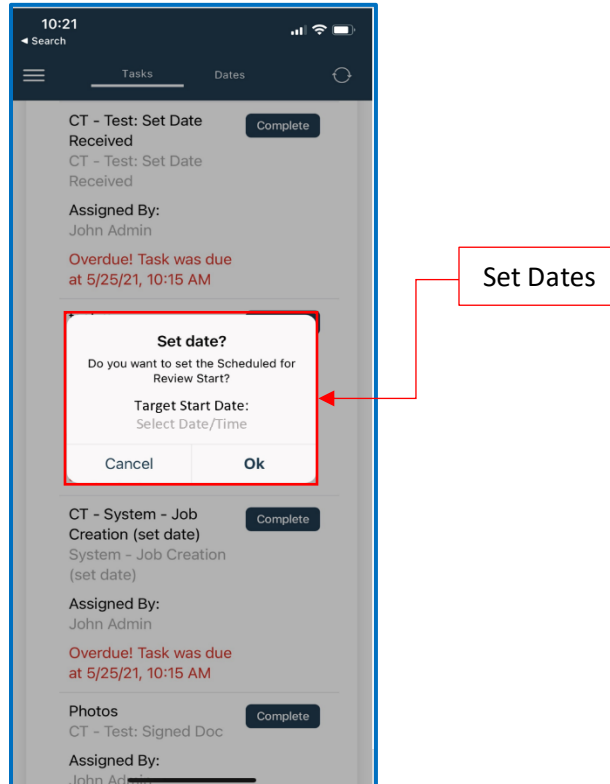 10:21
◄ Search
Tasks
Dates
CT - Test: Set Date
Received
Complete
CT - Test: Set Date
Received
Assigned By:
John Admin
Overdue! Task was due
at 5/25/21, 10:15 AM
Set date?
Do you want to set the Scheduled for
Review Start?
Target Start Date:
Select Date/Time
Cancel
Ok
Set Dates
CT - System - Job
Creation (set date)
Complete
System - Job Creation
(set date)
Assigned By:
John Admin
Overdue! Task was due
at 5/25/21, 10:15 AM
Photos
Complete
CT - Test: Signed Doc
Assigned By:
John